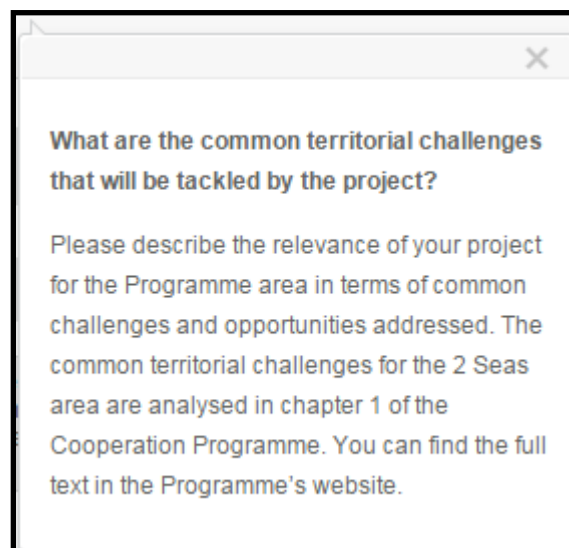 What are the common territorial challenges
that will be tackled by the project?
Please describe the relevance of your project
for the Programme area in terms of common
challenges and opportunities addressed. The
common territorial challenges for the 2 Seas
area are analysed in chapter 1 of the
Cooperation Programme. You can find the full
text in the Programme's website.